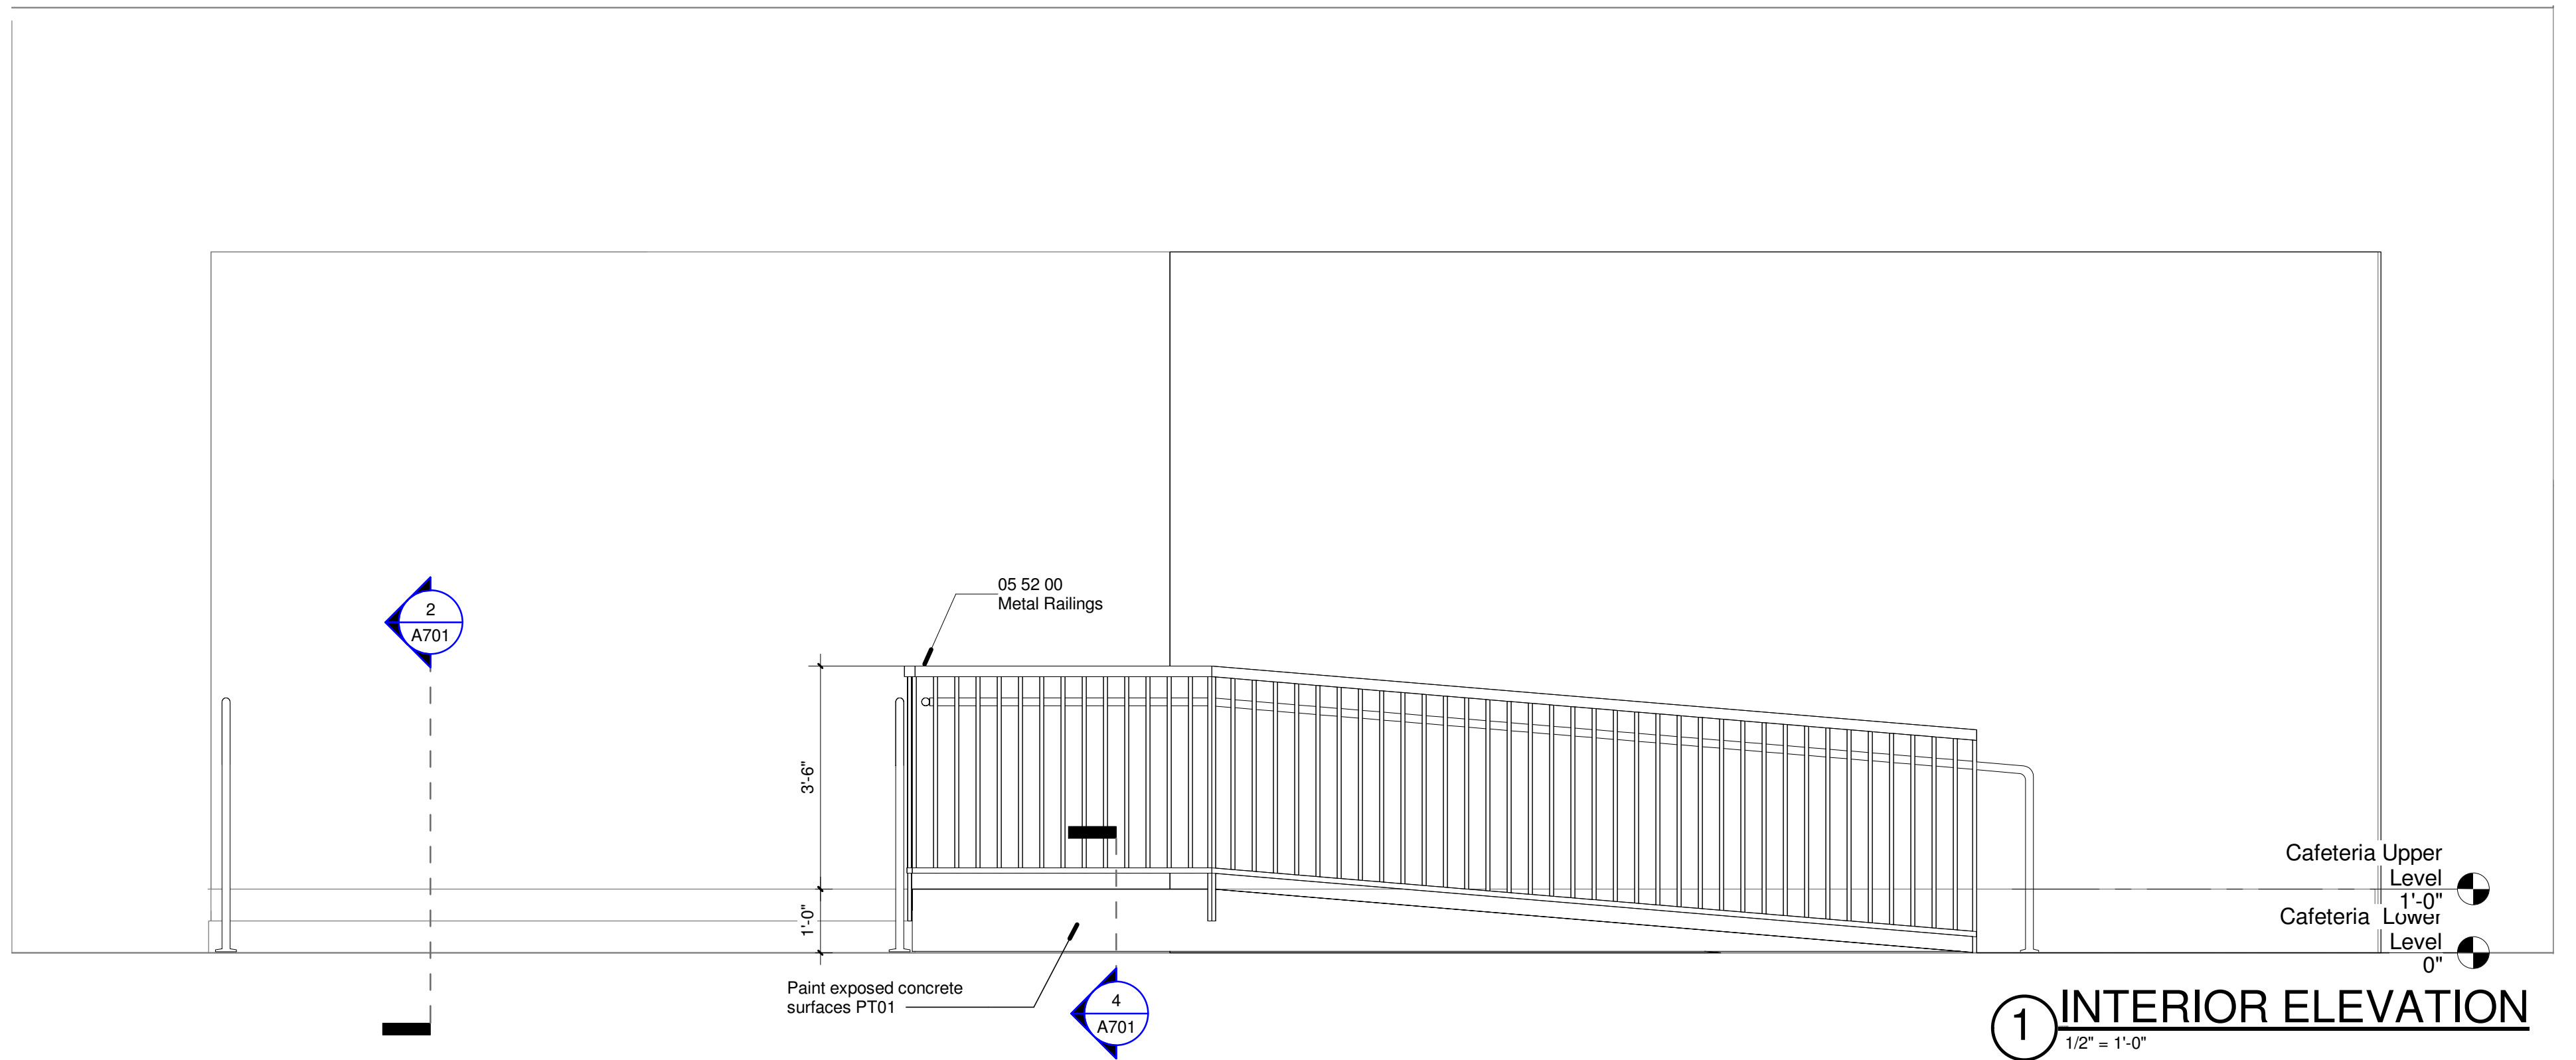 2
A701
05 52 00
Metal Railings
3'-6"
1'-0"
Cafeteria Upper
Level
1'-0"
Cafeteria Lower
Level
0"
Paint exposed concrete
surfaces PT01
4
A701
1
INTERIOR ELEVATION
1/2" = 1'-0"